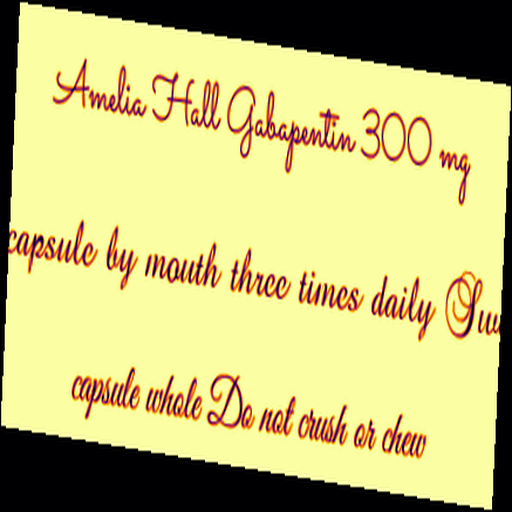 Amelia Hall Gabapentin 300 mg
capsule by mouth three times daily
capsule whole Do not crush or chew